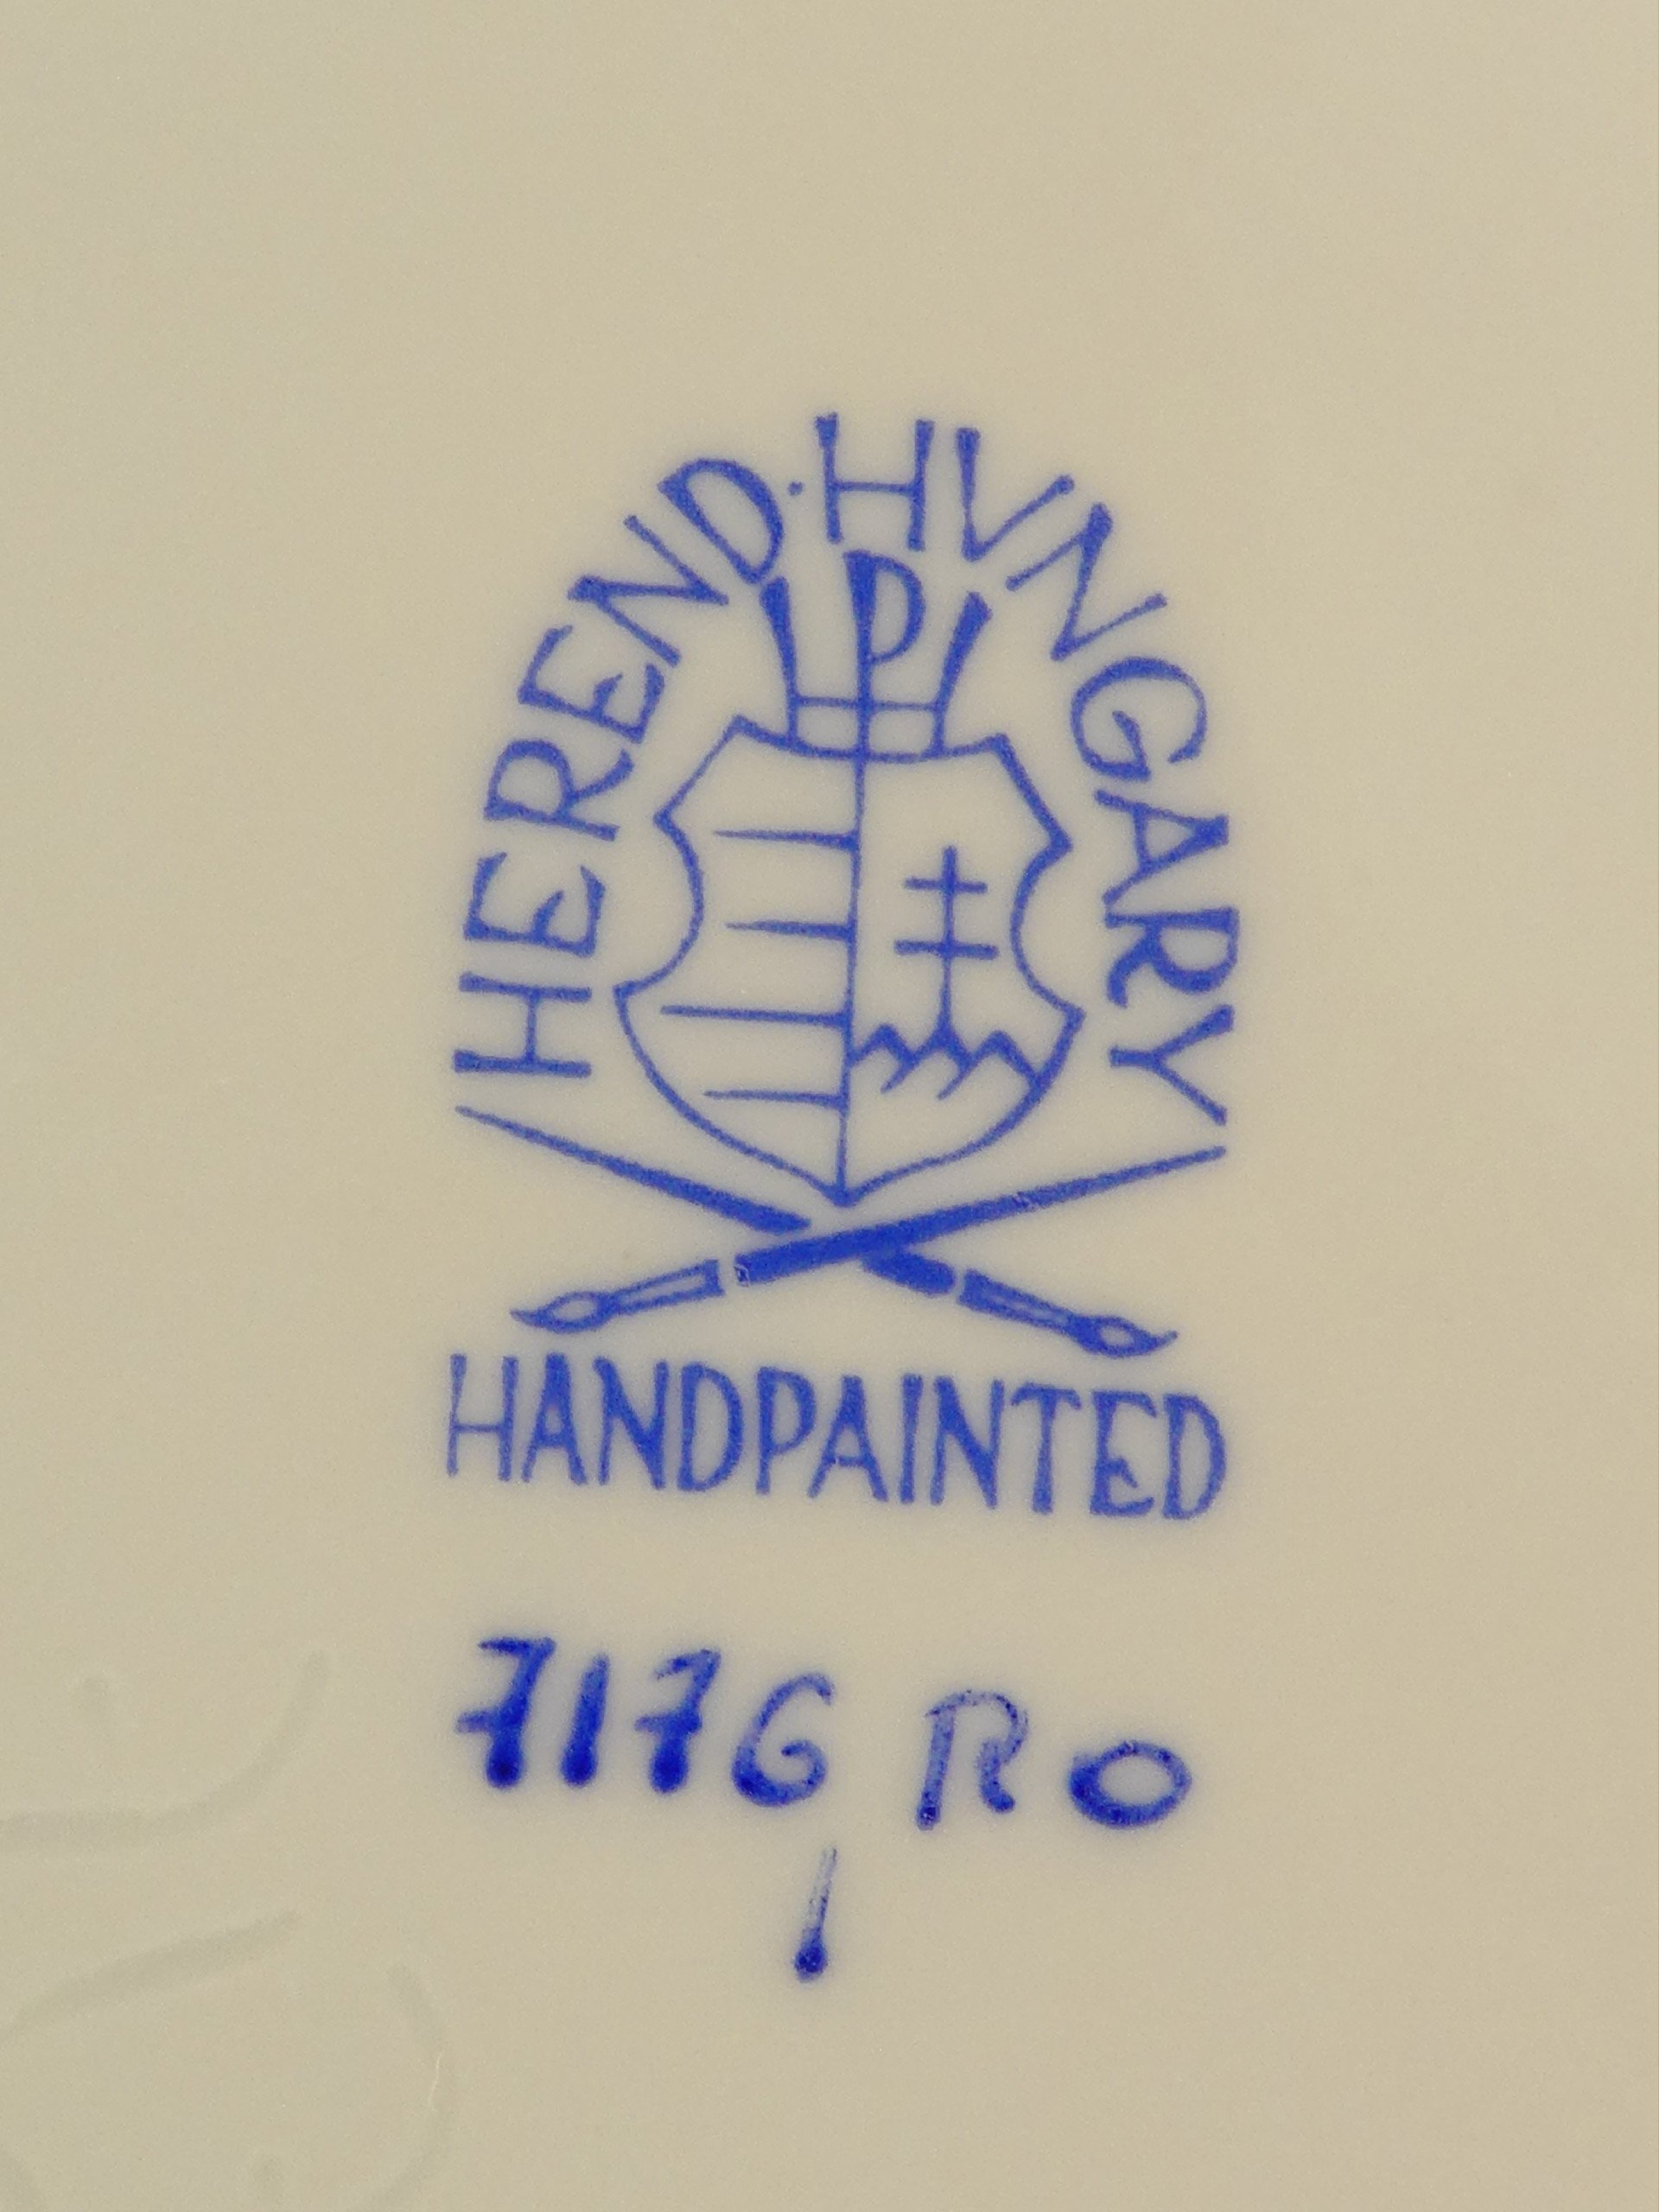 HEREND · HVNGARY
HANDPAINTED
7176 RO
1